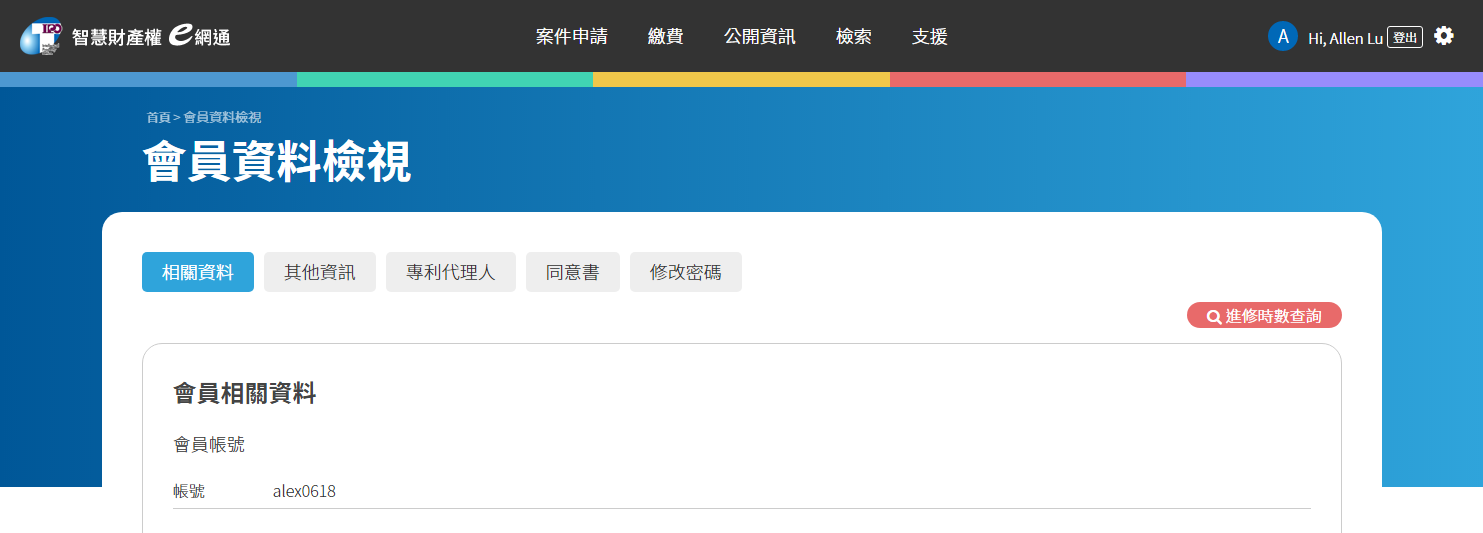 TIPO 智慧財產權 e網通 案件申請 繳費 公開資訊 檢索 支援 A Hi, Allen Lu 登出
首頁 > 會員資料檢視
會員資料檢視
相關資料 其他資訊 專利代理人 同意書 修改密碼
進修時數查詢
會員相關資料
會員帳號
帳號 alex0618